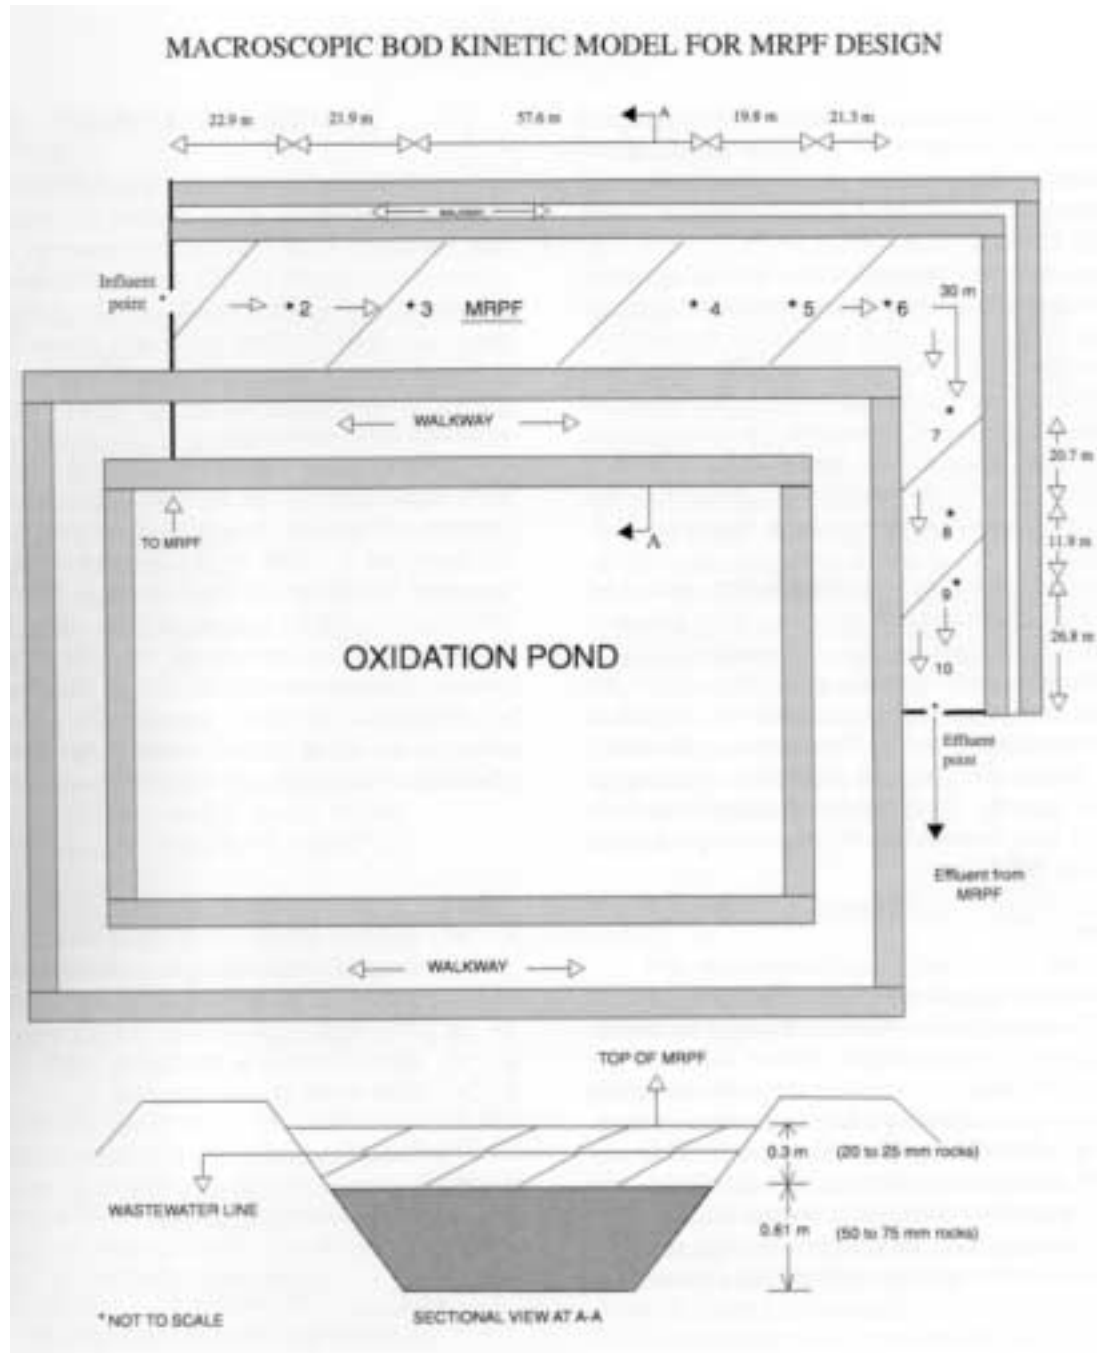 MACROSCOPIC BOD KINETIC MODEL FOR MRPF DESIGN
22.9 m
21.9 m
57.6 m
A
19.8 m
21.3 m
WALKWAY
Influent
point *
*2
*3
MRPF
*4
*5
*6
30 m
*
7
WALKWAY
20.7 m
TO MRPF
A
*
8
11.9 m
9*
OXIDATION POND
26.8 m
10
*
Effluent
point
Effluent from
MRPF
WALKWAY
TOP OF MRPF
0.3 m
(20 to 25 mm rocks)
WASTEWATER LINE
0.61 m
(50 to 75 mm rocks)
* NOT TO SCALE
SECTIONAL VIEW AT A-A